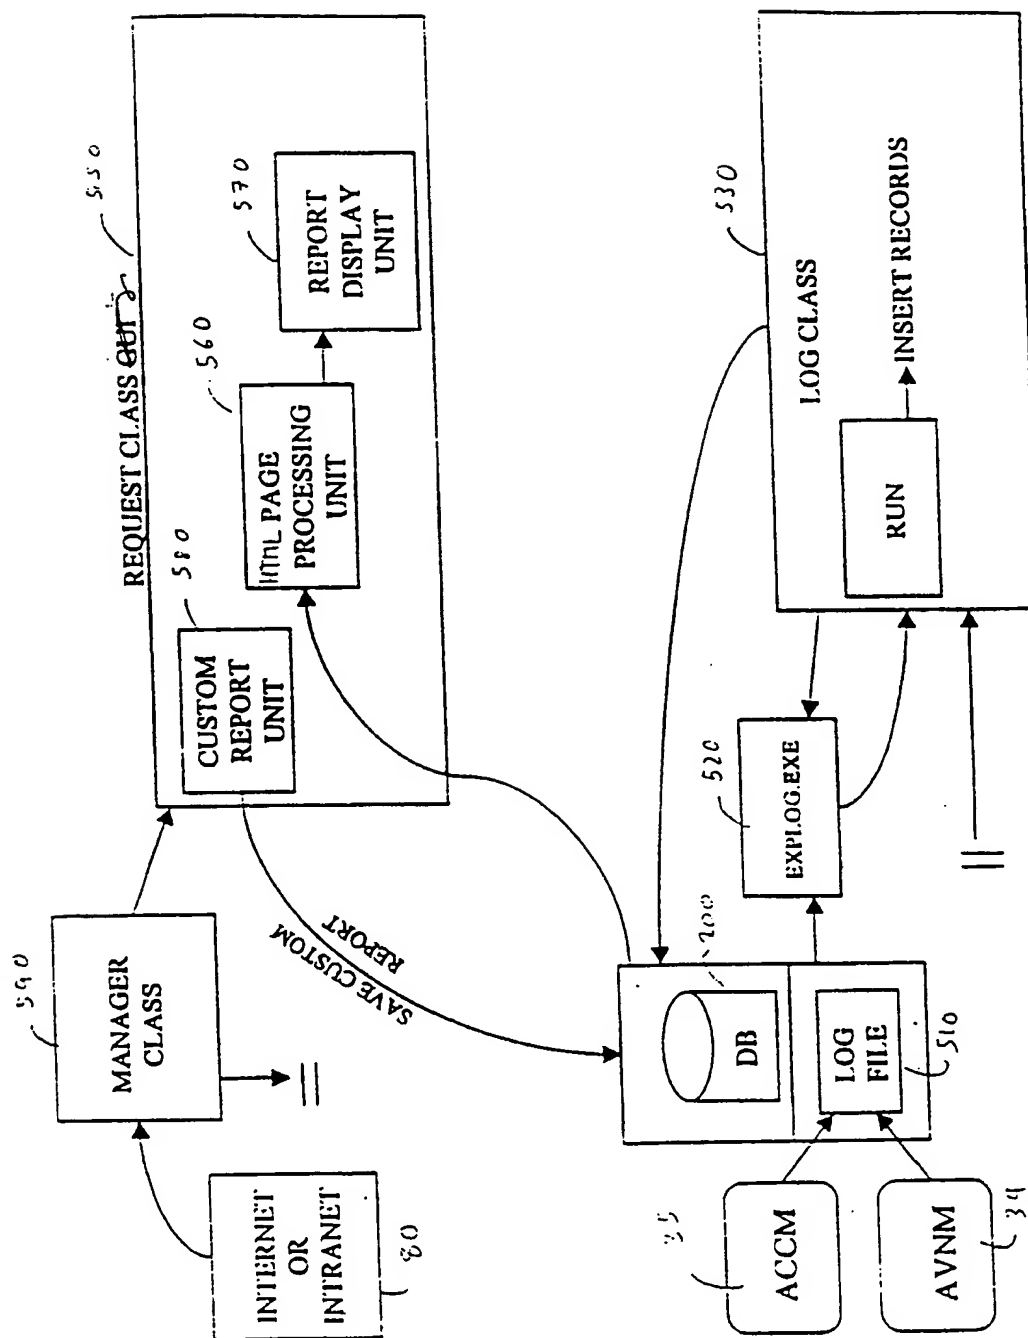 REQUEST CLASS GUI
550
590
MANAGER
CLASS
580
CUSTOM
REPORT
UNIT
560
HTML PAGE
PROCESSING
UNIT
570
REPORT
DISPLAY
UNIT
INTERNET
OR
INTRANET
80
SAVE CUSTOM
REPORT
200
DB
LOG
FILE
510
520
EXPLOG.EXE
530
LOG CLASS
RUN
INSERT RECORDS
ACCM
AVNM